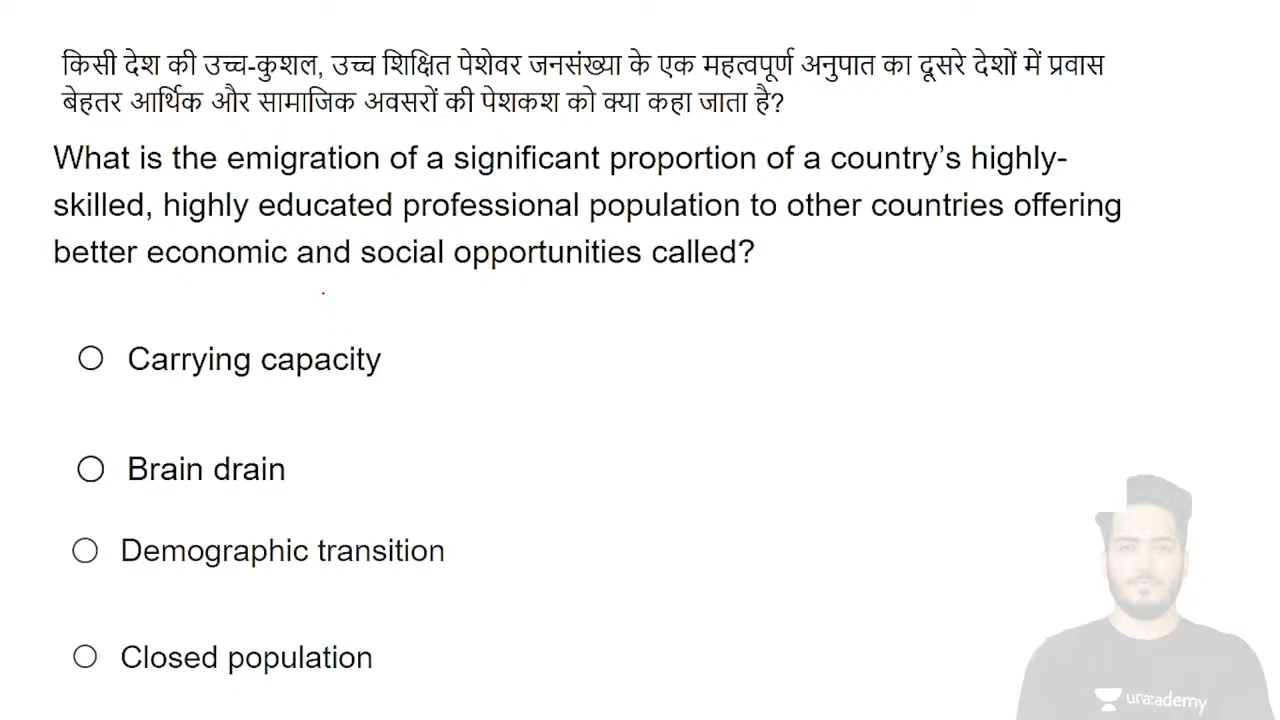 किसी देश की उच्च-कुशल, उच्च शिक्षित पेशेवर जनसंख्या के एक महत्वपूर्ण अनुपात का दूसरे देशों में प्रवास
बेहतर आर्थिक और सामाजिक अवसरों की पेशकश को क्या कहा जाता है?
What is the emigration of a significant proportion of a country’s highly-
skilled, highly educated professional population to other countries offering
better economic and social opportunities called?
Carrying capacity
Brain drain
Demographic transition
Closed population
unacademy